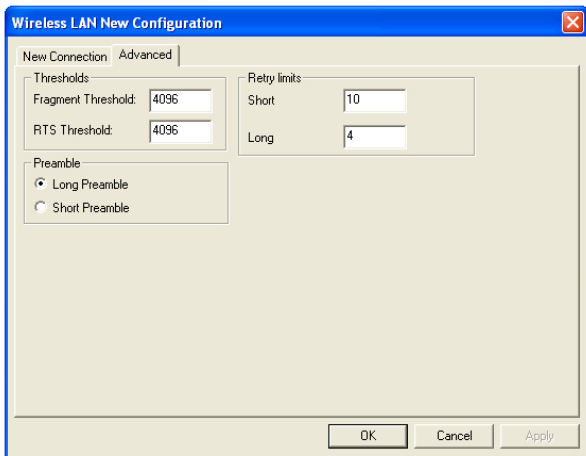 Wireless LAN New Configuration
New Connection
Advanced
Thresholds
Fragment Threshold: 4096
RTS Threshold: 4096
Retry limits
Short 10
Long 4
Preamble
Long Preamble
Short Preamble
OK
Cancel
Apply